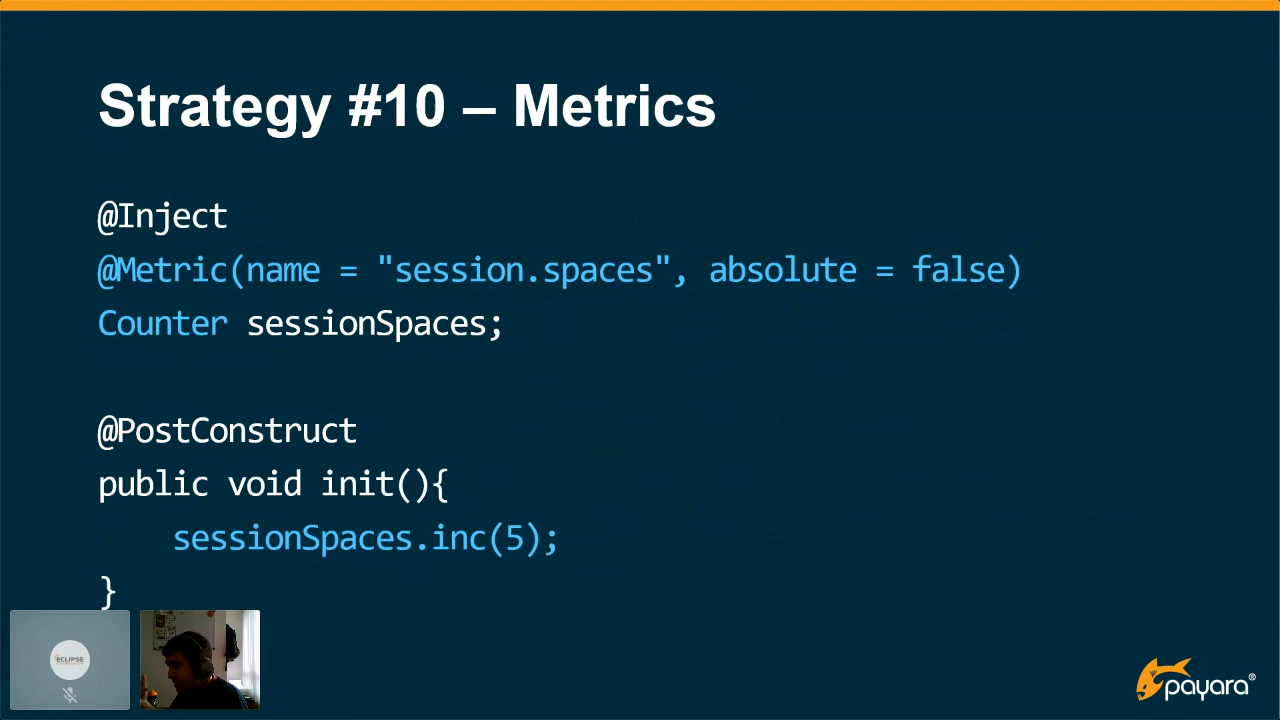 Strategy #10 – Metrics
@Inject
@Metric(name = "session.spaces", absolute = false)
Counter sessionSpaces;
@PostConstruct
public void init(){
sessionSpaces.inc(5);
}
ECLIPSE
payara®